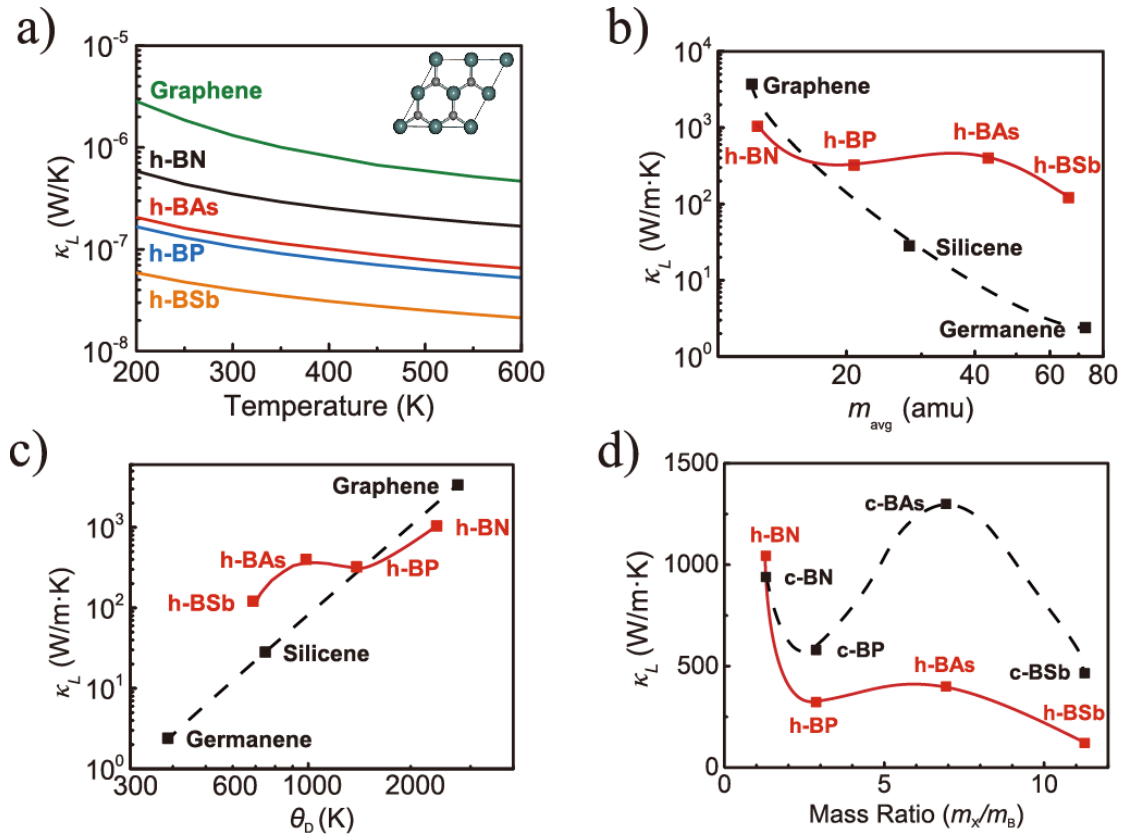 a)
10⁻⁵
10⁻⁶
10⁻⁷
10⁻⁸
κL (W/K)
Graphene
h-BN
h-BAs
h-BP
h-BSb
200 300 400 500 600
Temperature (K)
b)
10⁴
10³
10² 
10¹
10⁰
κL (W/m·K)
Graphene
h-BN
h-BP
h-BAs
h-BSb
Silicene
Germanene
20 40 60 80
mavg (amu)
c)
10³
10²
10¹
10⁰
κL (W/m·K)
Graphene
h-BN
h-BAs
h-BP
h-BSb
Silicene
Germanene
300 1000 2000
θD (K)
d)
1500
1000
500
0
κL (W/m·K)
c-BAs
h-BN
c-BN
c-BP
h-BAs
c-BSb
h-BP
h-BSb
0 5 10
Mass Ratio (mX/mB)